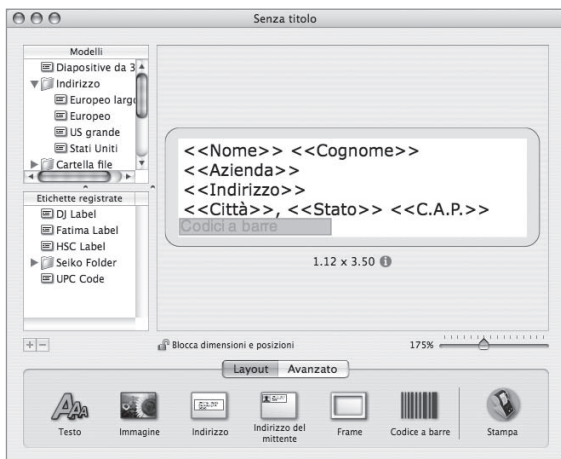 Senza titolo
Modelli
Diapositive da 3
Indirizzo
Europeo largo
Europeo
US grande
Stati Uniti
Cartella file
Etichette registrate
DJ Label
Fatima Label
HSC Label
Seiko Folder
UPC Code
<<Nome>> <<Cognome>>
<<Azienda>>
<<Indirizzo>>
<<Città>>, <<Stato>> <<C.A.P.>>
Codici a barre
1.12 x 3.50
Blocca dimensioni e posizioni
175%
Layout Avanzato
Testo
Immagine
Indirizzo
Indirizzo del
mittente
Frame
Codice a barre
Stampa